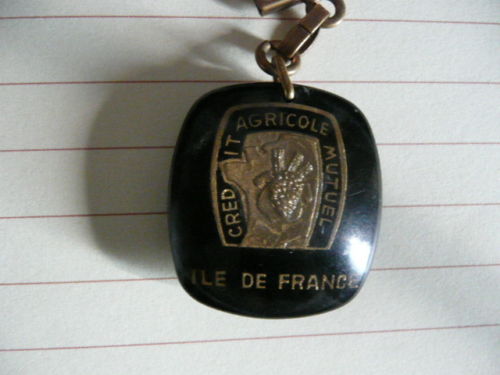 CREDIT AGRICOLE MUTUEL-
ILE DE FRANCE